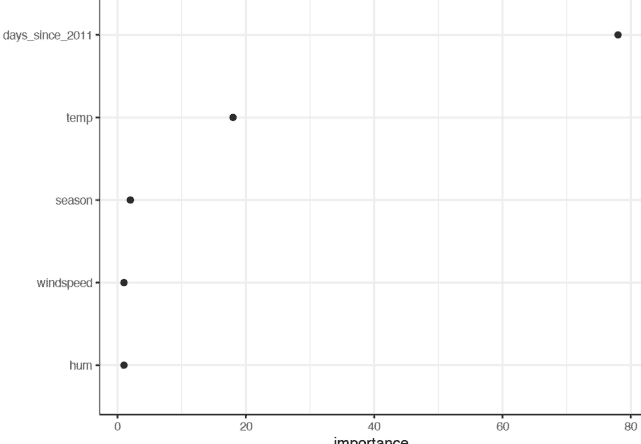 days_since_2011
temp
season
windspeed
hum
0 20 40 60 80
importance